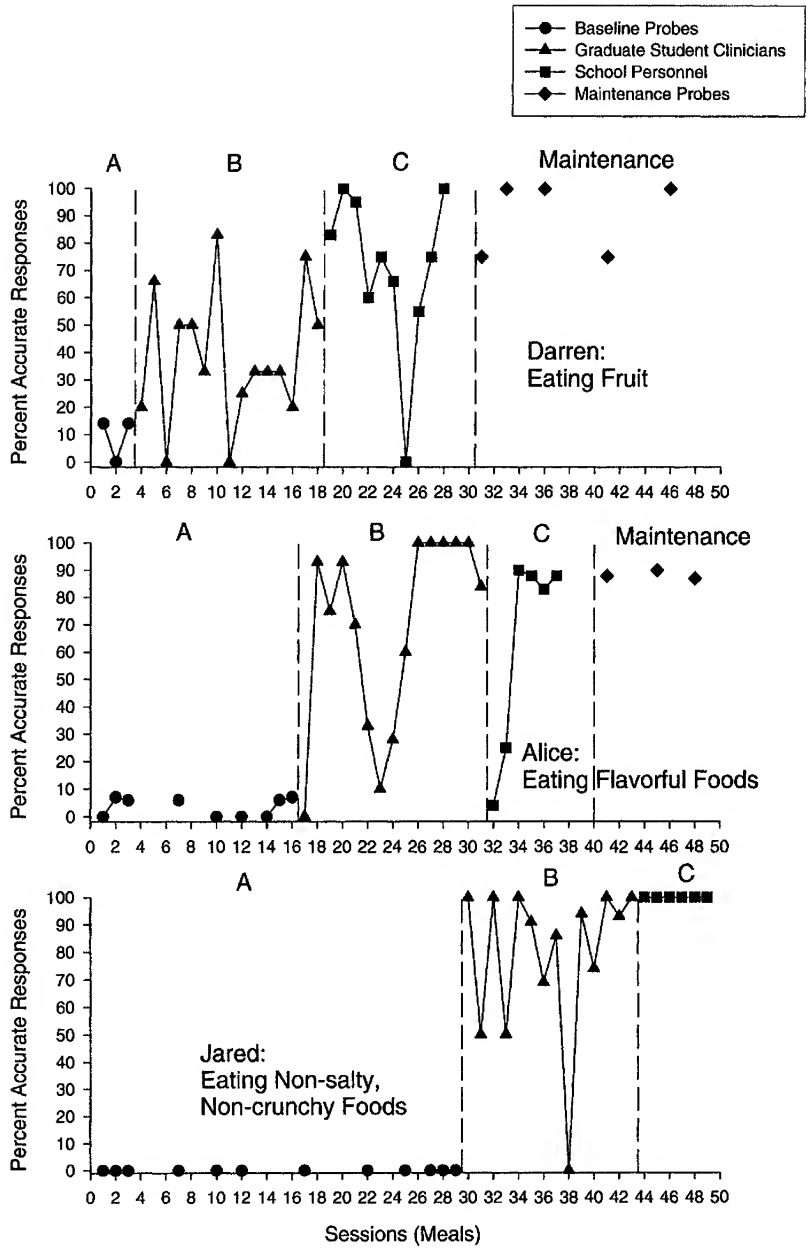 Baseline Probes
Graduate Student Clinicians
School Personnel
Maintenance Probes
A B C Maintenance
Percent Accurate Responses
100
90
80
70
60
50
40
30
20
10
0
Darren:
Eating Fruit
0 2 4 6 8 10 12 14 16 18 20 22 24 26 28 30 32 34 36 38 40 42 44 46 48 50
A B C Maintenance
Percent Accurate Responses
100
90
80
70
60
50
40
30
20
10
0
Alice:
Eating Flavorful Foods
0 2 4 6 8 10 12 14 16 18 20 22 24 26 28 30 32 34 36 38 40 42 44 46 48 50
A B C
Percent Accurate Responses
100
90
80
70
60
50
40
30
20
10
0
Jared:
Eating Non-salty,
Non-crunchy Foods
0 2 4 6 8 10 12 14 16 18 20 22 24 26 28 30 32 34 36 38 40 42 44 46 48 50
Sessions (Meals)